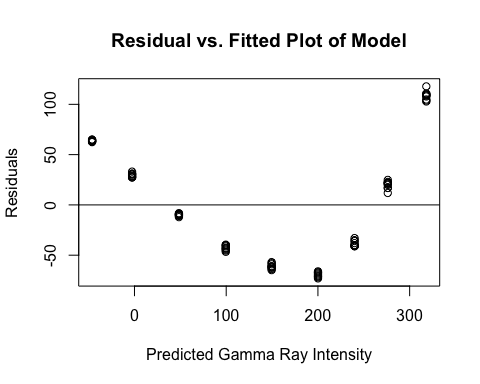 Residual vs. Fitted Plot of Model
Residuals
100
50
0
-50
0 100 200 300
Predicted Gamma Ray Intensity